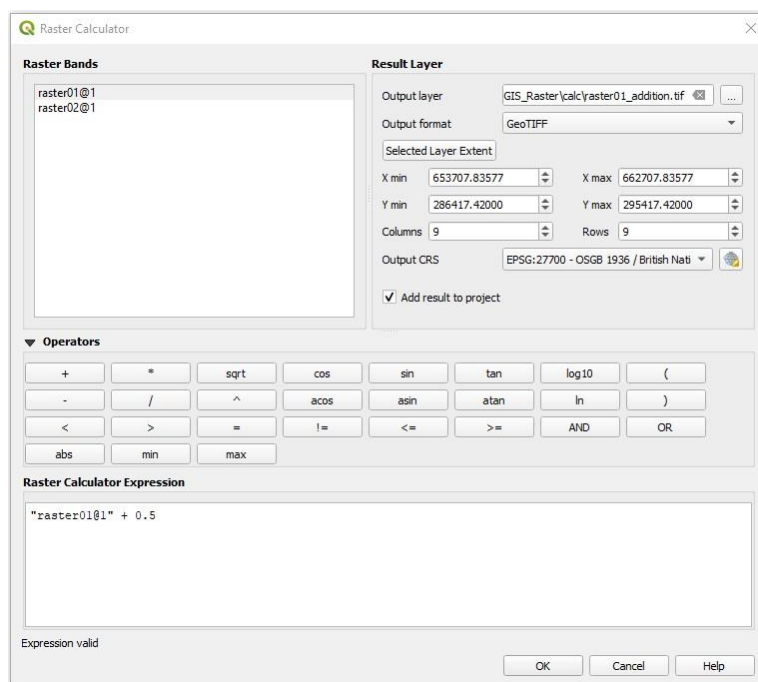 Raster Calculator
Raster Bands
raster01@1
raster02@1
Result Layer
Output layer GIS_Raster\calc\raster01_addition.tif ...
Output format GeoTIFF
Selected Layer Extent
X min 653707.83577 X max 662707.83577
Y min 286417.42000 Y max 295417.42000
Columns 9 Rows 9
Output CRS EPSG:27700 - OSGB 1936 / British Nati
Add result to project
Operators
+ * sqrt cos sin tan log10 (
- / ^ acos asin atan ln )
< > = != <= >= AND OR
abs min max
Raster Calculator Expression
"raster01@1" + 0.5
Expression valid
OK Cancel Help